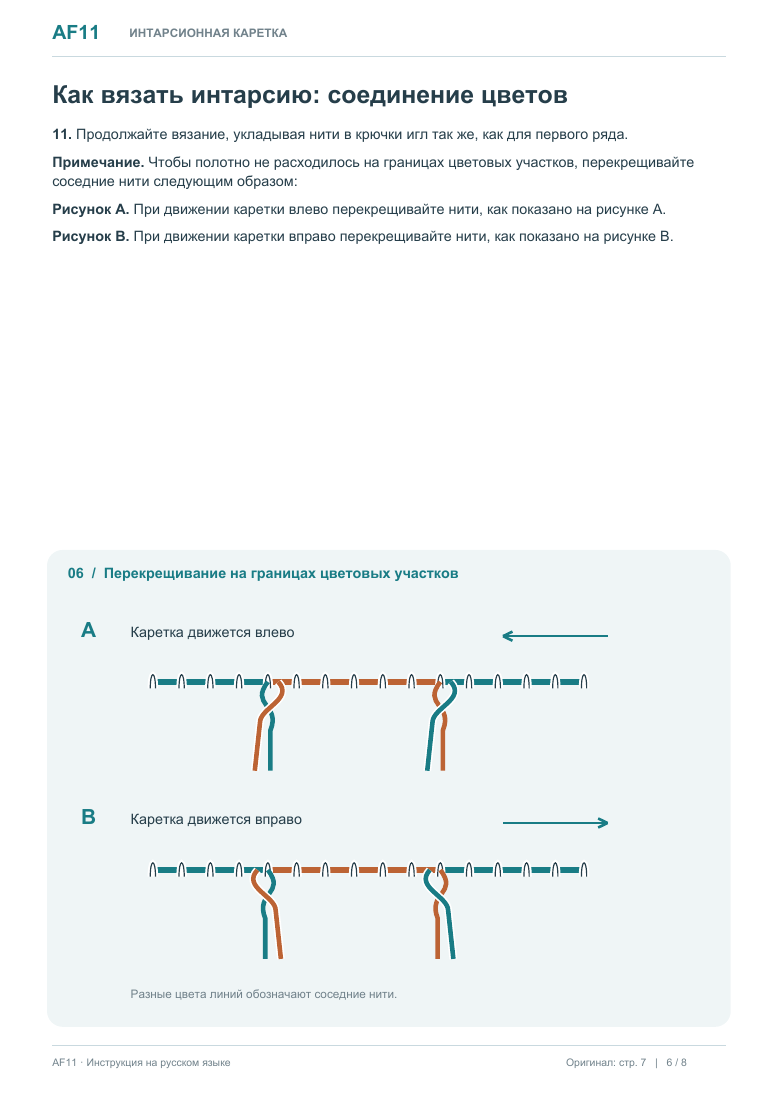 AF11 ИНТАРСИОННАЯ КАРЕТКА
Как вязать интарсию: соединение цветов
11. Продолжайте вязание, укладывая нити в крючки игл так же, как для первого ряда.
Примечание. Чтобы полотно не расходилось на границах цветовых участков, перекрещивайте
соседние нити следующим образом:
Рисунок A. При движении каретки влево перекрещивайте нити, как показано на рисунке A.
Рисунок B. При движении каретки вправо перекрещивайте нити, как показано на рисунке B.
06 / Перекрещивание на границах цветовых участков
A Каретка движется влево
B Каретка движется вправо
Разные цвета линий обозначают соседние нити.
AF11 · Инструкция на русском языке Оригинал: стр. 7 | 6 / 8